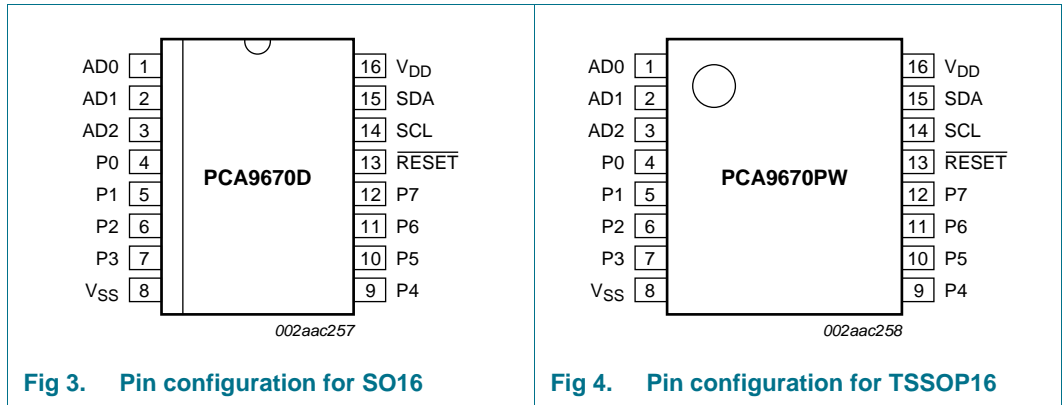 AD0 1 16 VDD
AD1 2 15 SDA
AD2 3 14 SCL
P0 4 13 RESET
P1 5 12 P7
P2 6 11 P6
P3 7 10 P5
VSS 8 9 P4
PCA9670D
002aac257
Fig 3. Pin configuration for SO16
AD0 1 16 VDD
AD1 2 15 SDA
AD2 3 14 SCL
P0 4 13 RESET
P1 5 12 P7
P2 6 11 P6
P3 7 10 P5
VSS 8 9 P4
PCA9670PW
002aac258
Fig 4. Pin configuration for TSSOP16